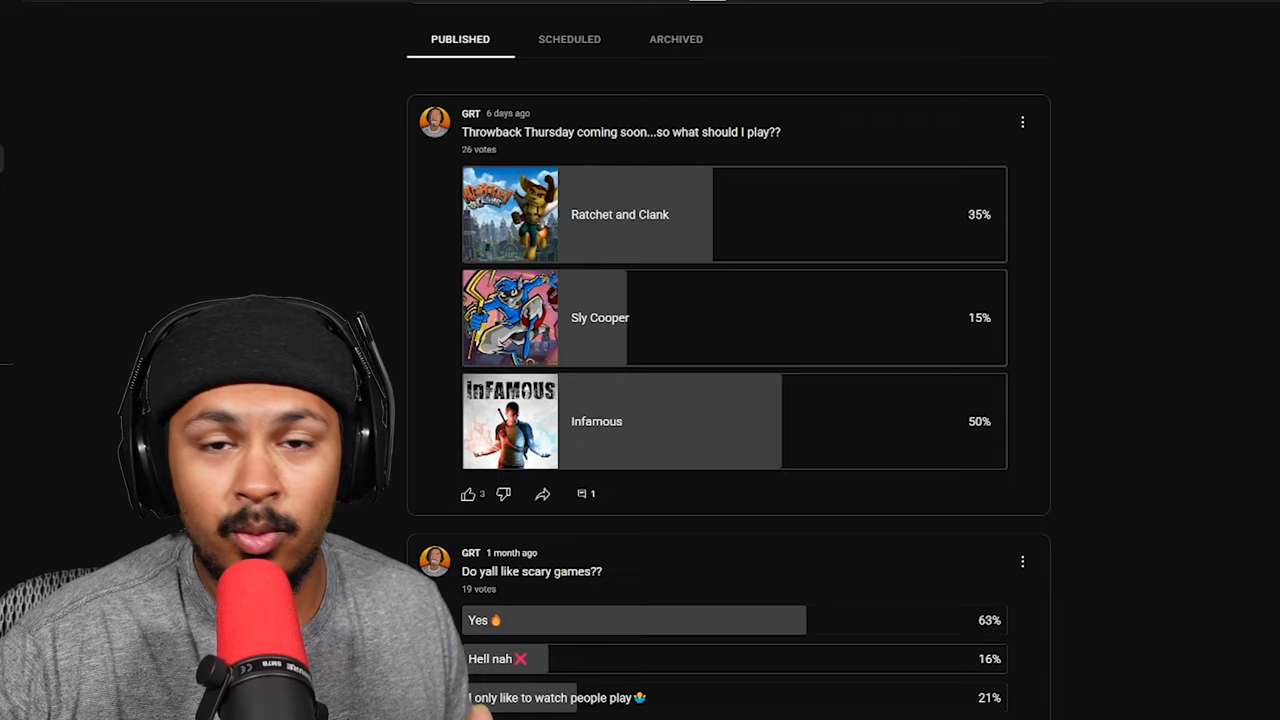 PUBLISHED SCHEDULED ARCHIVED
GRT 6 days ago
Throwback Thursday coming soon...so what should I play??
26 votes
Ratchet and Clank 35%
Sly Cooper 15%
inFAMOUS
Infamous 50%
3 1
GRT 1 month ago
Do yall like scary games??
19 votes
Yes🔥 63%
Hell nah❌ 16%
I only like to watch people play🤷 21%
SHURE SM7B